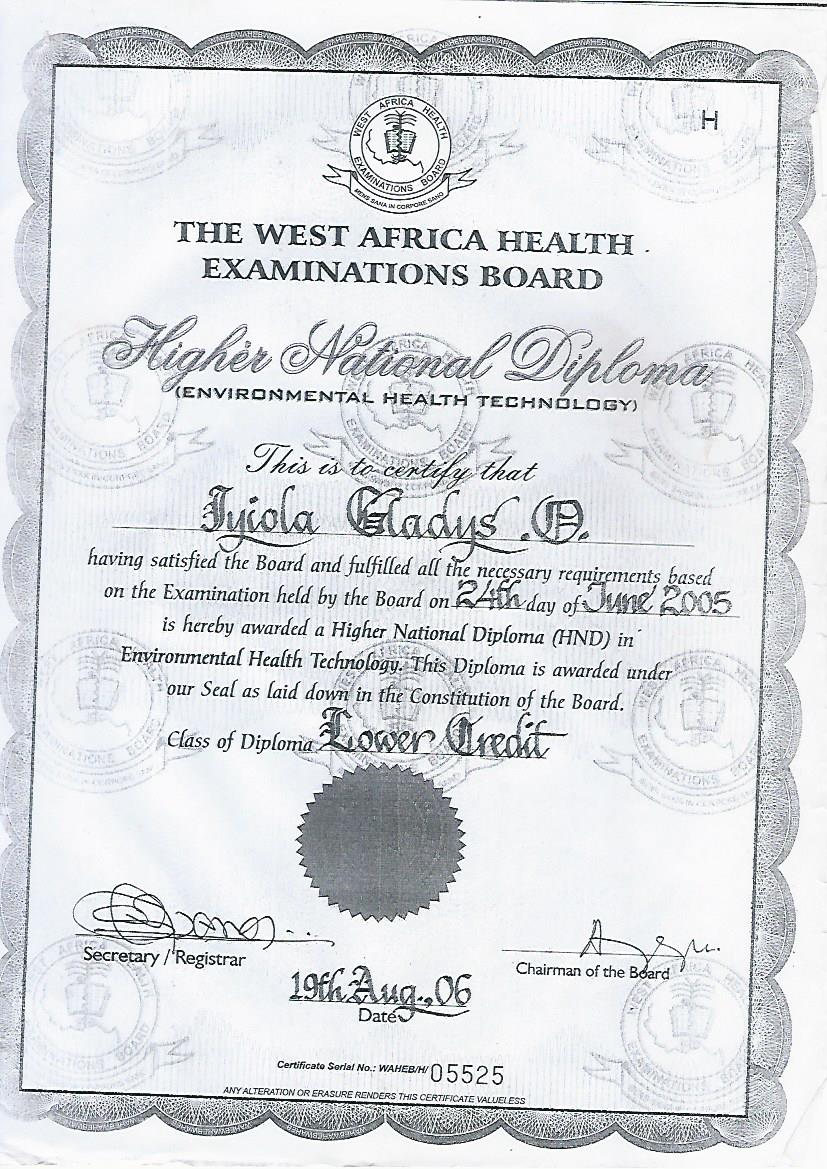 H
WEST AFRICA HEALTH
EXAMINATIONS BOARD
MENS SANA IN CORPORE SANO
THE WEST AFRICA HEALTH
EXAMINATIONS BOARD
Higher National Diploma
(ENVIRONMENTAL HEALTH TECHNOLOGY)
This is to certify that
Iyiola Gladys .O.
having satisfied the Board and fulfilled all the necessary requirements based
on the Examination held by the Board on 24th day of June 2005
is hereby awarded a Higher National Diploma (HND) in
Environmental Health Technology. This Diploma is awarded under
our Seal as laid down in the Constitution of the Board.
Class of Diploma Lower Credit
Secretary / Registrar
Chairman of the Board
19th Aug., 06
Date
Certificate Serial No.: WAHEB/H/ 05525
ANY ALTERATION OR ERASURE RENDERS THIS CERTIFICATE VALUELESS